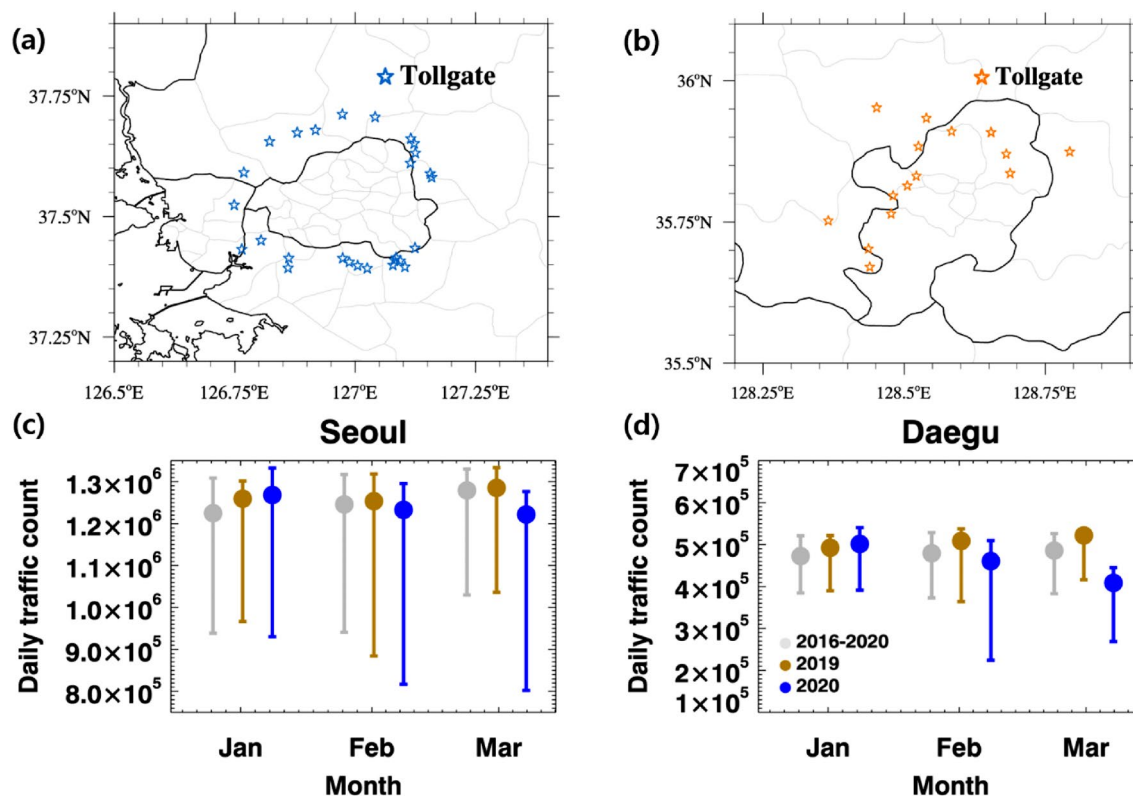 (a)
Tollgate
37.75°N
37.5°N
37.25°N
126.5°E
126.75°E
127°E
127.25°E
(b)
Tollgate
36°N
35.75°N
35.5°N
128.25°E
128.5°E
128.75°E
(c)
Seoul
Daily traffic count
1.3×10⁶
1.2×10⁶
1.1×10⁶
1.0×10⁶
9.0×10⁵
8.0×10⁵
Jan
Feb
Mar
Month
(d)
Daegu
Daily traffic count
7×10⁵
6×10⁵
5×10⁵
4×10⁵
3×10⁵
2×10⁵
1×10⁵
2016-2020
2019
2020
Jan
Feb
Mar
Month